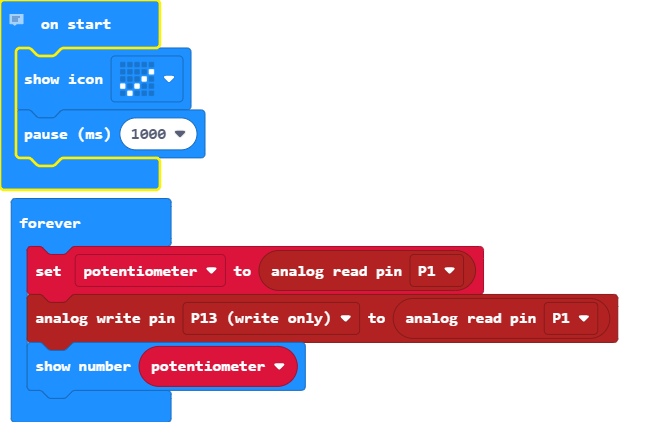 on start
show icon
pause (ms) 1000
forever
set potentiometer to analog read pin P1
analog write pin P13 (write only) to analog read pin P1
show number potentiometer